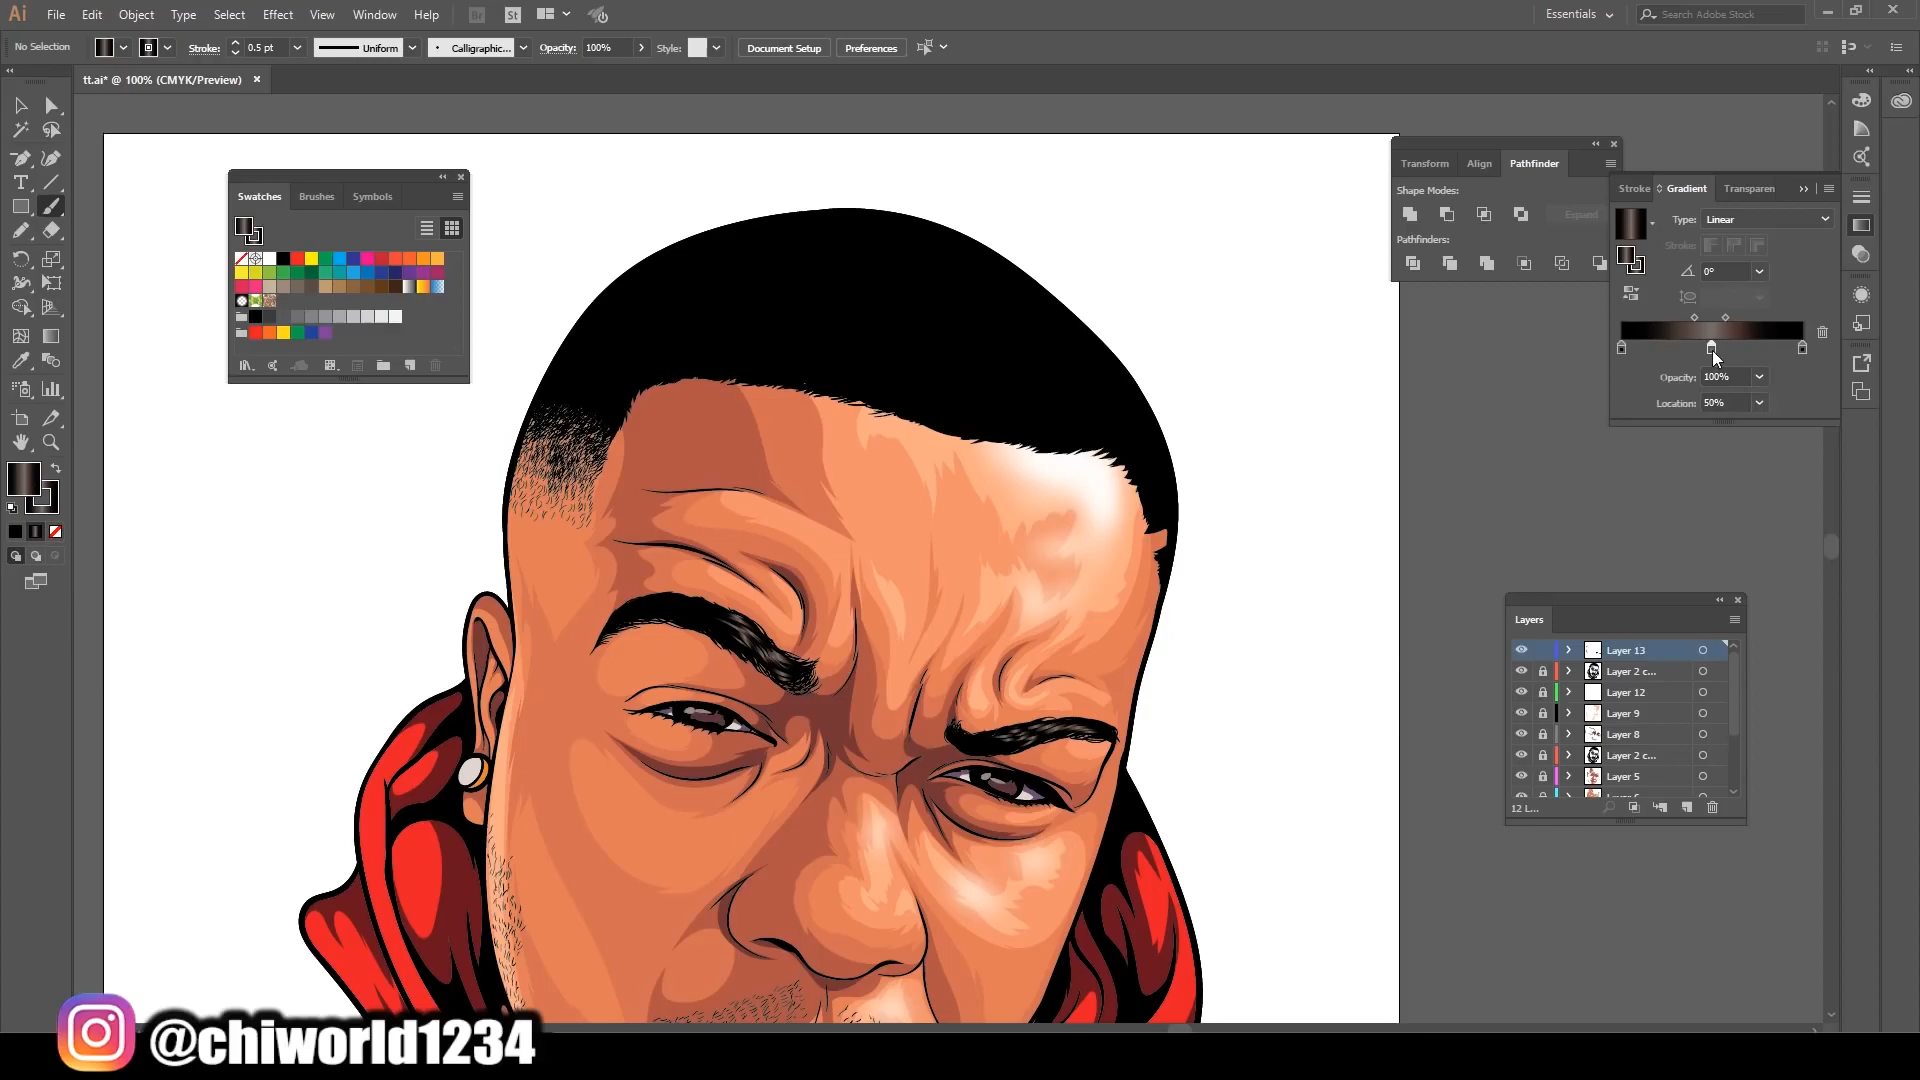 Ai File Edit Object Type Select Effect View Window Help Br St Essentials Search Adobe Stock
No Selection Stroke: 0.5 pt Uniform Calligraphic... Opacity: 100% Style: Document Setup Preferences
tt.ai* @ 100% (CMYK/Preview)
Transform Align Pathfinder
Shape Modes:
Expand
Pathfinders:
Stroke Gradient Transparen
Type: Linear
Stroke:
0°
Opacity: 100%
Location: 50%
Swatches Brushes Symbols
Layers
Layer 13
Layer 2 c...
Layer 12
Layer 9
Layer 8
Layer 2 c...
Layer 5
12 L...
@chiworld1234